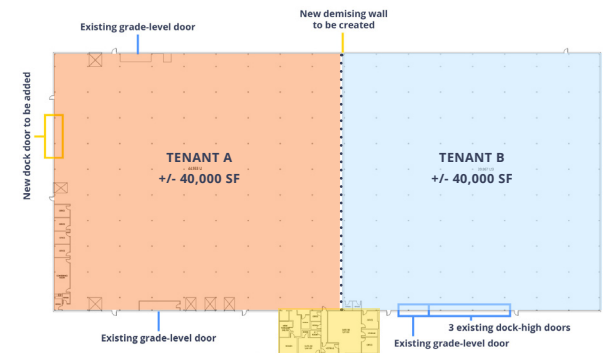 New demising wall
to be created
Existing grade-level door
New dock door to be added
TENANT A
+/- 40,000 SF
TENANT B
+/- 40,000 SF
3 existing dock-high doors
Existing grade-level door
Existing grade-level door